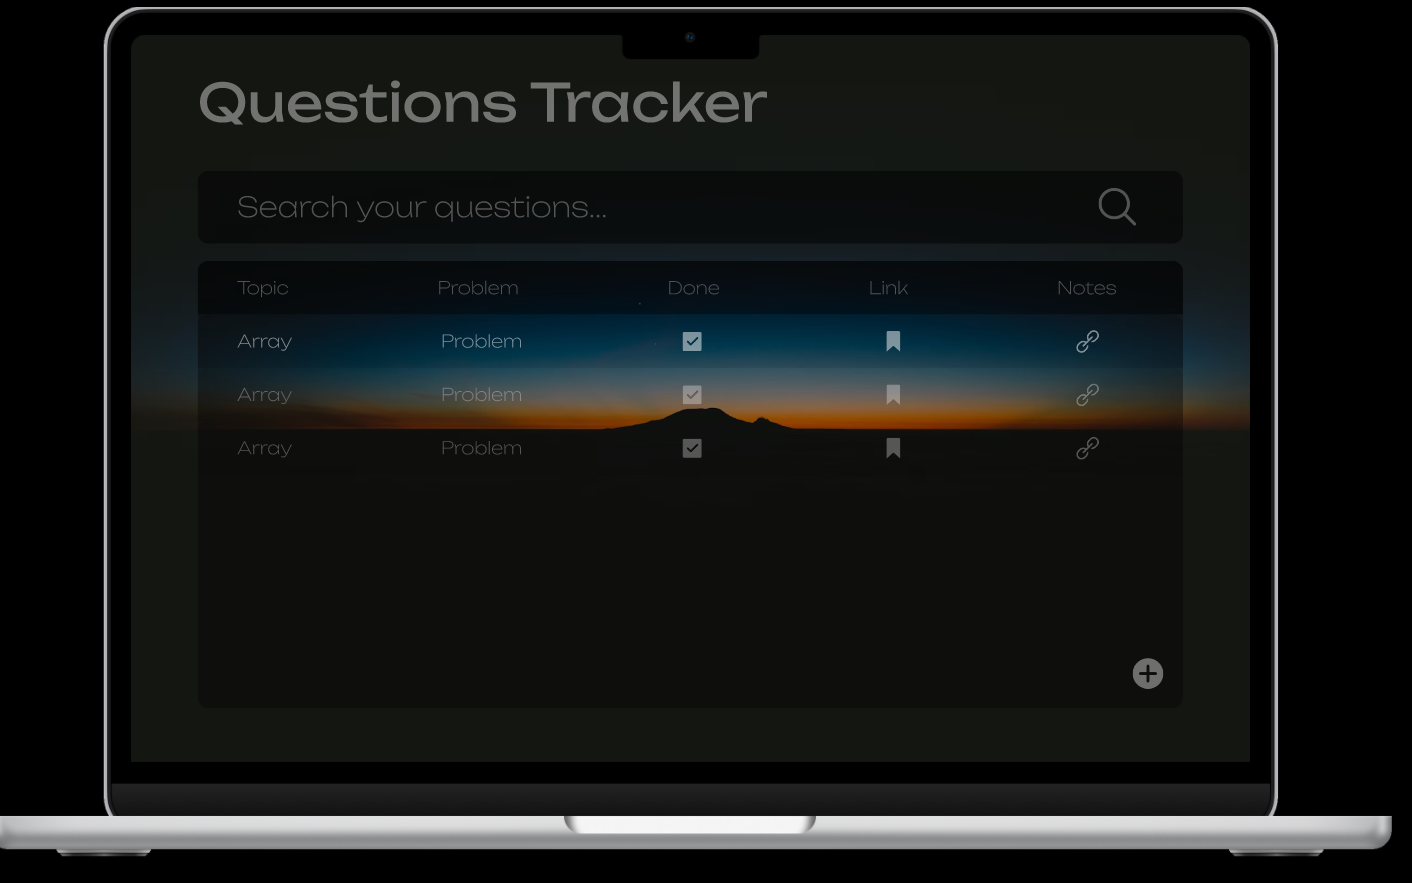 Questions Tracker
Search your questions...
Topic Problem Done Link Notes
Array Problem
Array Problem
Array Problem